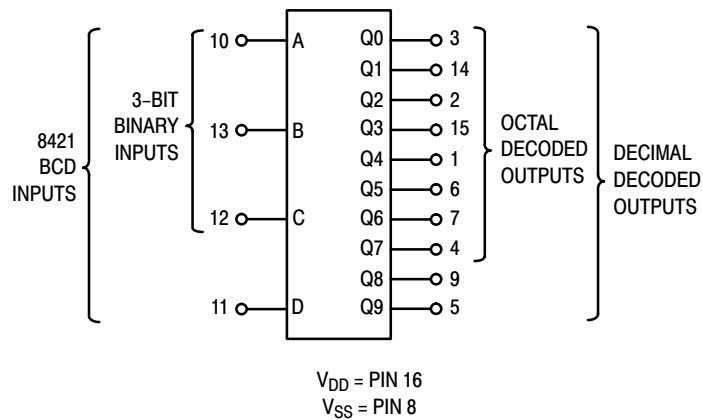 8421
BCD
INPUTS
3–BIT
BINARY
INPUTS
10
13
12
11
A
B
C
D
Q0 3
Q1 14
Q2 2
Q3 15
Q4 1
Q5 6
Q6 7
Q7 4
Q8 9
Q9 5
OCTAL
DECODED
OUTPUTS
DECIMAL
DECODED
OUTPUTS
VDD = PIN 16
VSS = PIN 8